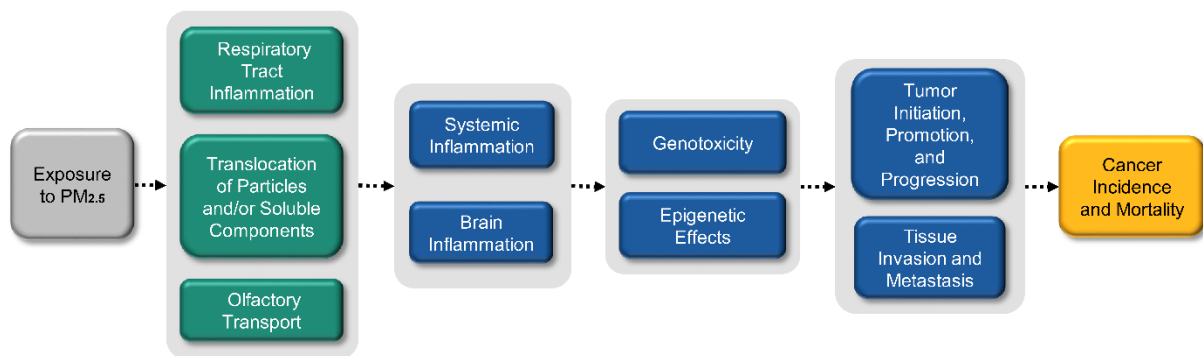 Exposure
to PM2.5
Respiratory
Tract
Inflammation
Translocation
of Particles
and/or Soluble
Components
Olfactory
Transport
Systemic
Inflammation
Brain
Inflammation
Genotoxicity
Epigenetic
Effects
Tumor
Initiation,
Promotion,
and
Progression
Tissue
Invasion and
Metastasis
Cancer
Incidence
and Mortality